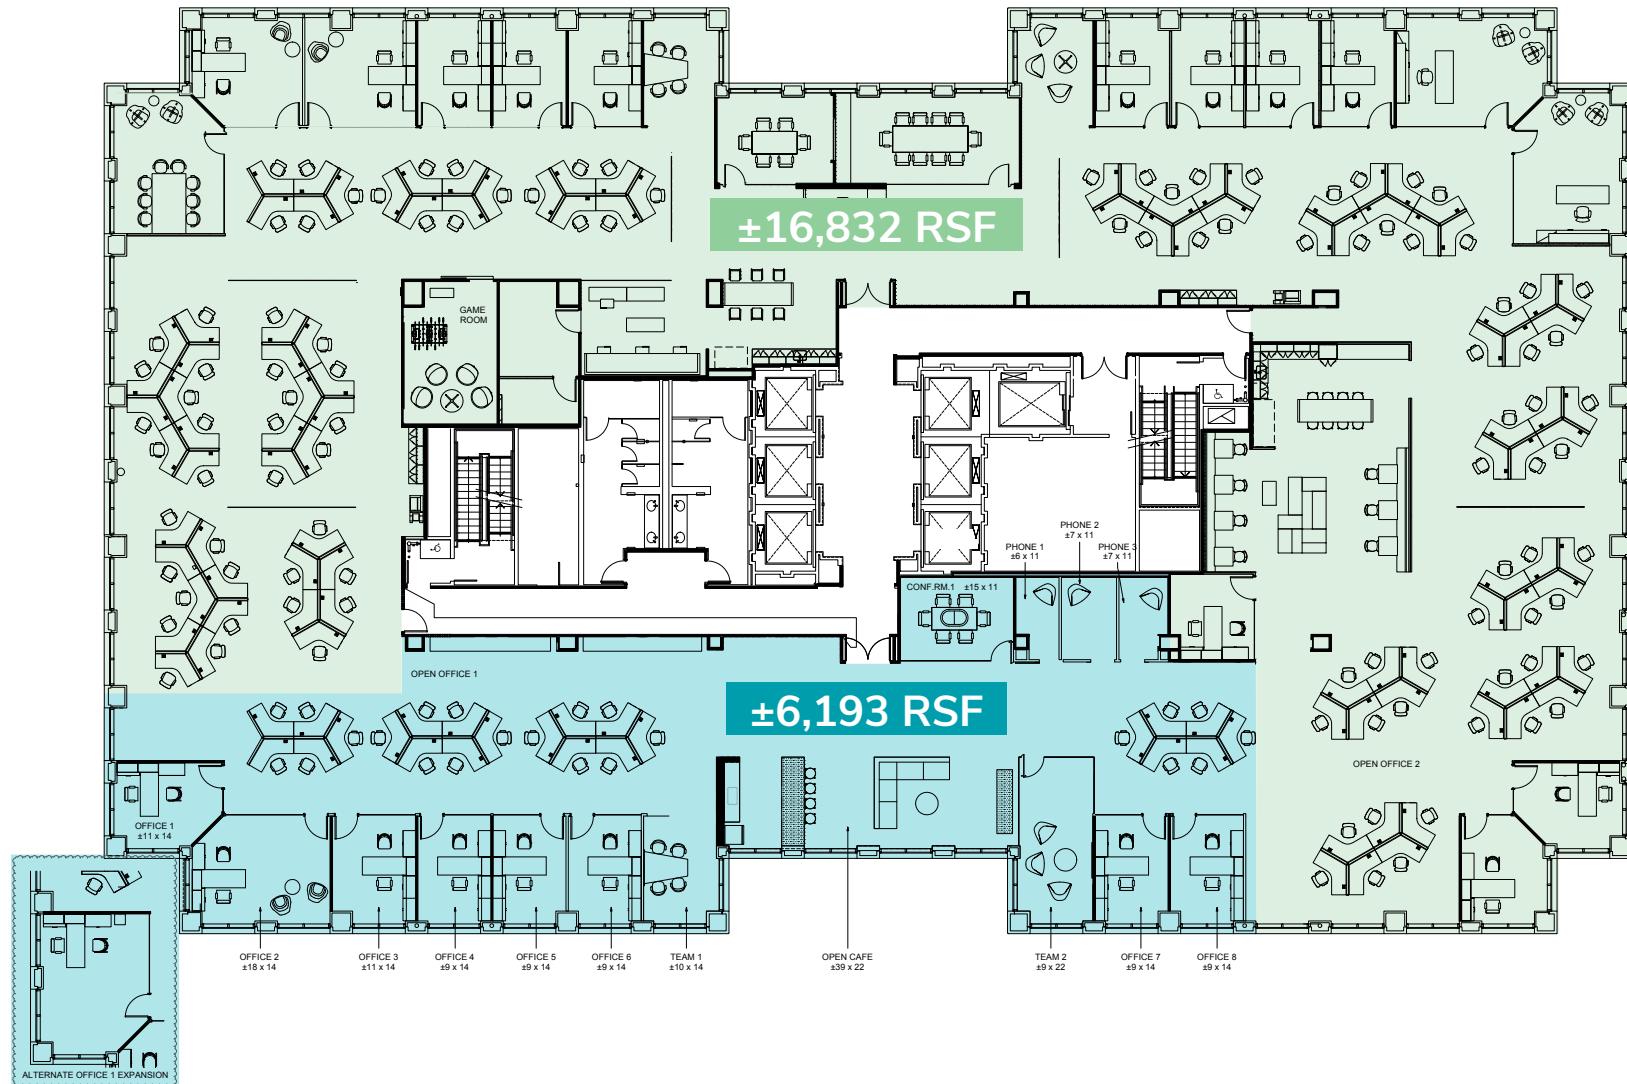 ±16,832 RSF
GAME
ROOM
PHONE 2
±7 x 11
PHONE 1
±6 x 11
PHONE 3
±7 x 11
CONF.RM.1 ±15 x 11
OPEN OFFICE 1
±6,193 RSF
OPEN OFFICE 2
OFFICE 1
±11 x 14
OFFICE 2
±18 x 14
OFFICE 3
±11 x 14
OFFICE 4
±9 x 14
OFFICE 5
±9 x 14
OFFICE 6
±9 x 14
TEAM 1
±10 x 14
OPEN CAFE
±39 x 22
TEAM 2
±9 x 22
OFFICE 7
±9 x 14
OFFICE 8
±9 x 14
ALTERNATE OFFICE 1 EXPANSION